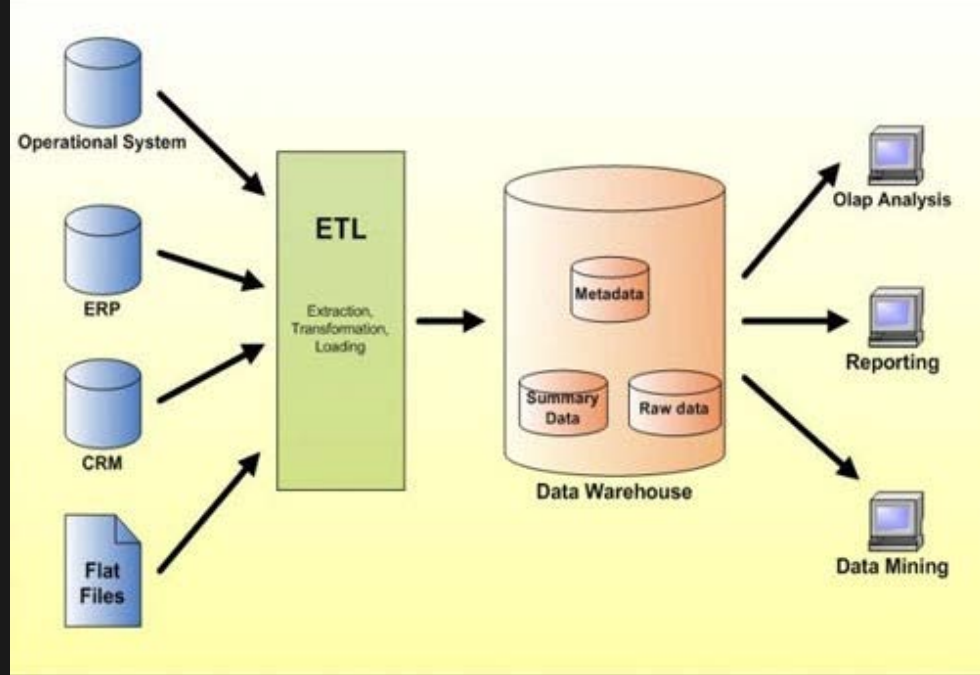 Operational System
ERP
CRM
Flat
Files
ETL
Extraction,
Transformation,
Loading
Metadata
Summary
Data
Raw data
Data Warehouse
Olap Analysis
Reporting
Data Mining